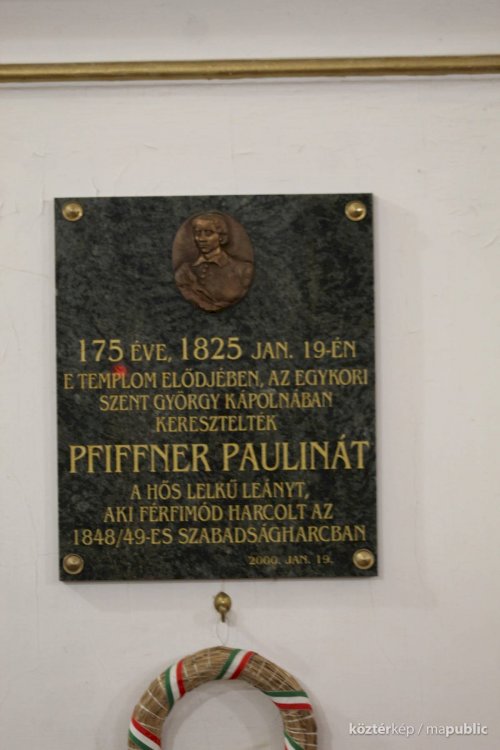 175 ÉVE, 1825 JAN. 19-ÉN
E TEMPLOM ELŐDJÉBEN, AZ EGYKORI
SZENT GYÖRGY KÁPOLNÁBAN
KERESZTELTÉK
PFIFFNER PAULINÁT
A HŐS LELKŰ LEÁNYT,
AKI FÉRFIMÓD HARCOLT AZ
1848/49-ES SZABADSÁGHARCBAN
2000. JAN. 19.
köztérkép / mapublic